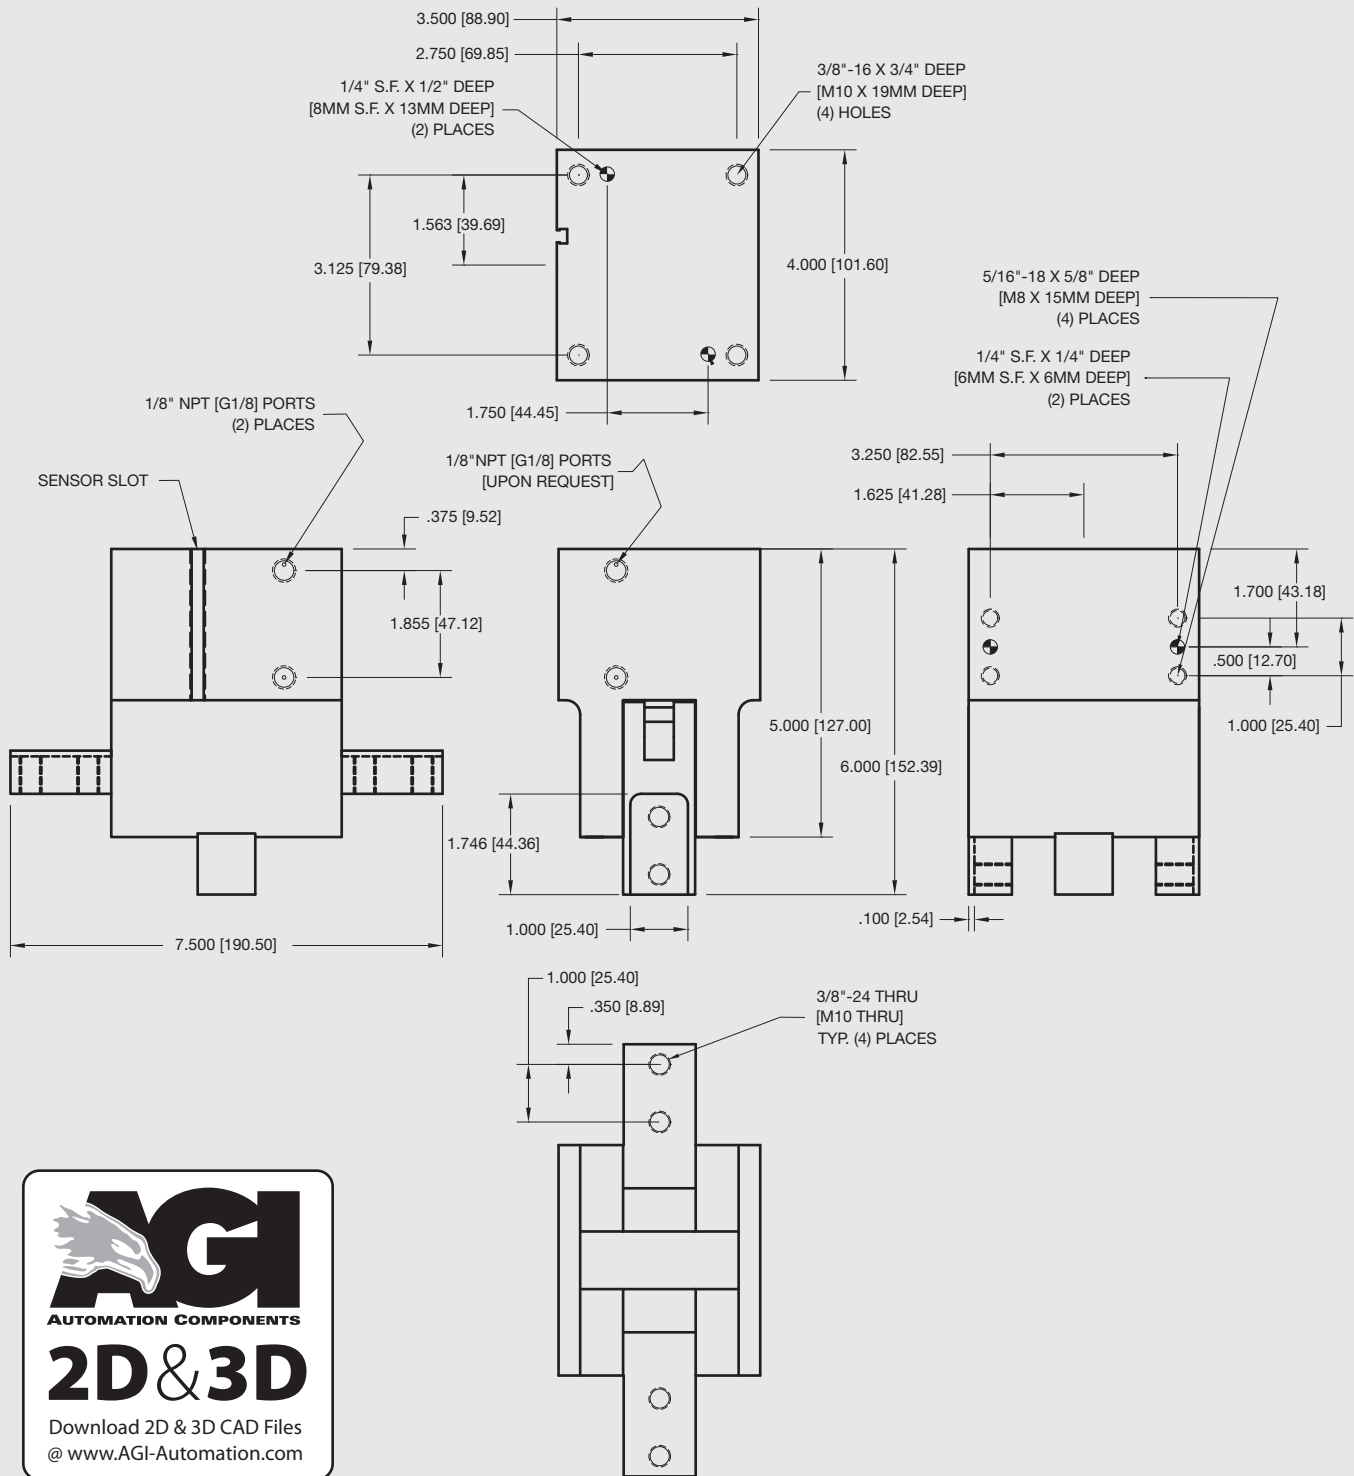 3.500 [88.90]
2.750 [69.85]
1/4" S.F. X 1/2" DEEP
[8MM S.F. X 13MM DEEP]
(2) PLACES
3/8"-16 X 3/4" DEEP
[M10 X 19MM DEEP]
(4) HOLES
1.563 [39.69]
3.125 [79.38]
4.000 [101.60]
1.750 [44.45]
5/16"-18 X 5/8" DEEP
[M8 X 15MM DEEP]
(4) PLACES
1/4" S.F. X 1/4" DEEP
[6MM S.F. X 6MM DEEP]
(2) PLACES
1/8" NPT [G1/8] PORTS
(2) PLACES
SENSOR SLOT
.375 [9.52]
1.855 [47.12]
7.500 [190.50]
1/8"NPT [G1/8] PORTS
[UPON REQUEST]
5.000 [127.00]
6.000 [152.39]
1.746 [44.36]
1.000 [25.40]
3.250 [82.55]
1.625 [41.28]
1.700 [43.18]
.500 [12.70]
1.000 [25.40]
.100 [2.54]
1.000 [25.40]
.350 [8.89]
3/8"-24 THRU
[M10 THRU]
TYP. (4) PLACES
AGI
AUTOMATION COMPONENTS
2D & 3D
Download 2D & 3D CAD Files
@ www.AGI-Automation.com